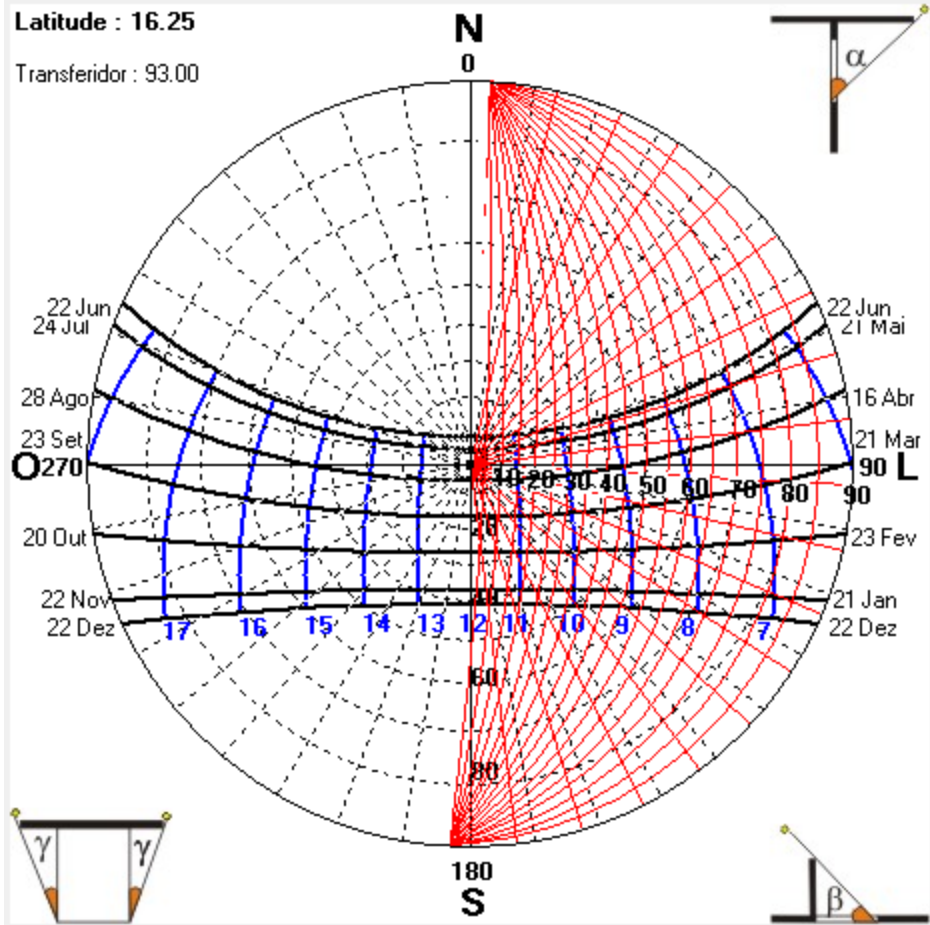 Latitude : 16.25
Transferidor : 93.00
N
0
α
22 Jun
24 Jul
28 Ago
23 Set
O 270
20 Out
22 Nov
22 Dez
22 Jun
21 Mai
16 Abr
21 Mar
90 L
23 Fev
21 Jan
22 Dez
10 20 30 40 50 60 70 80 90
20
40
17 16 15 14 13 12 11 10 9 8 7
60
80
180
S
γ γ
β